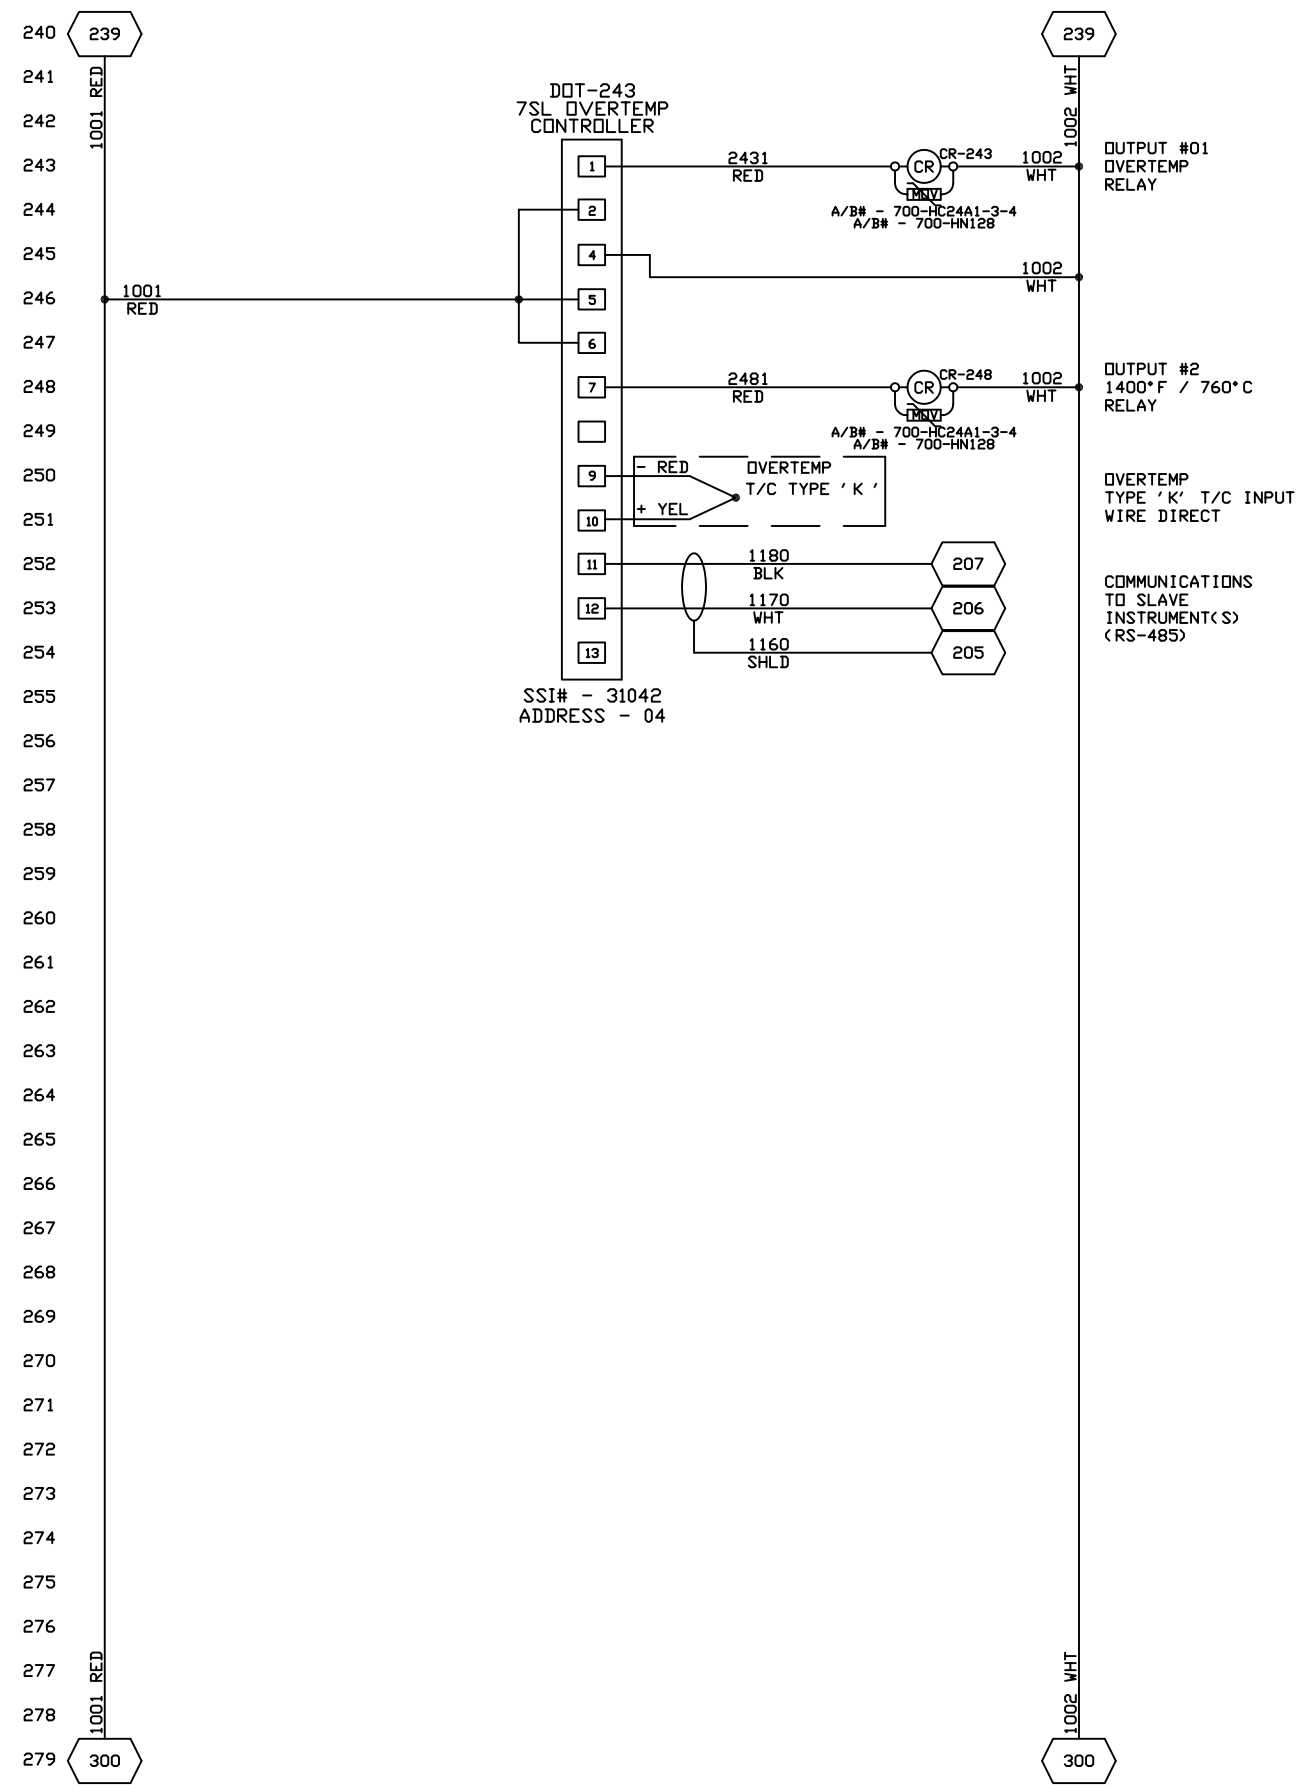 240 239 239
241 1001 RED 1002 WHT
DOT-243
7SL OVERTEMP
CONTROLLER
242
243 1 2431 RED CR CR-243 1002 WHT
MOV
A/B# - 700-HC24A1-3-4
A/B# - 700-HN128
OUTPUT #01
OVERTEMP
RELAY
244 2
245 4 1002 WHT
246 1001 RED 5
247 6
248 7 2481 RED CR CR-248 1002 WHT
MOV
A/B# - 700-HC24A1-3-4
A/B# - 700-HN128
OUTPUT #2
1400°F / 760°C
RELAY
249
250 9 - RED OVERTEMP
T/C TYPE 'K'
251 10 + YEL
OVERTEMP
TYPE 'K' T/C INPUT
WIRE DIRECT
252 11 1180 BLK 207
253 12 1170 WHT 206
254 13 1160 SHLD 205
COMMUNICATIONS
TO SLAVE
INSTRUMENT(S)
(RS-485)
255 SSI# - 31042
ADDRESS - 04
256
257
258
259
260
261
262
263
264
265
266
267
268
269
270
271
272
273
274
275
276
277 1001 RED 1002 WHT
278
279 300 300